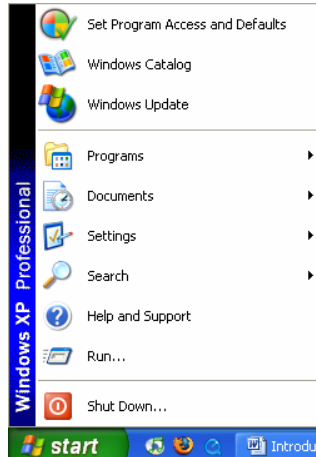 Set Program Access and Defaults
Windows Catalog
Windows Update
Programs
Documents
Settings
Search
Help and Support
Run...
Shut Down...
Windows XP Professional
start
Introdu